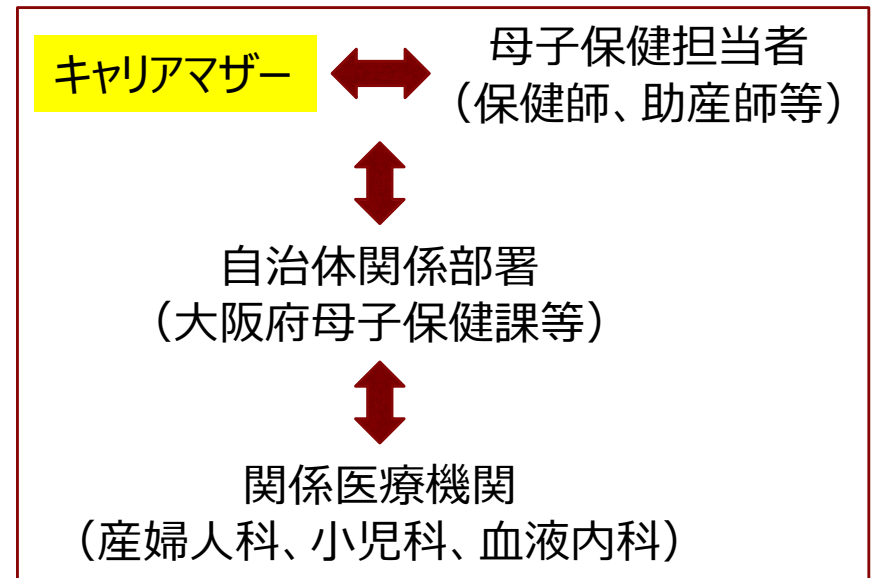 キャリアマザー
母子保健担当者
（保健師、助産師等）
自治体関係部署
（大阪府母子保健課等）
関係医療機関
（産婦人科、小児科、血液内科）